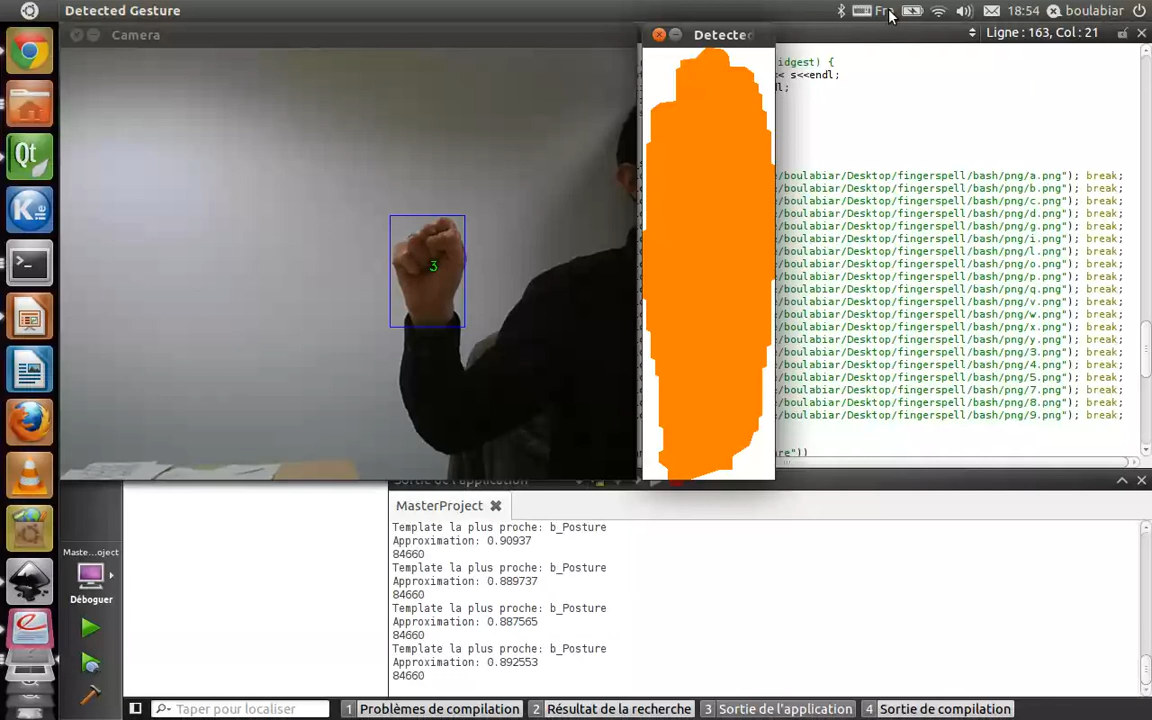 Detected Gesture
18:54
boulabiar
Camera
Detected
Ligne : 163, Col : 21
idgest) {
<< s<<endl;
dl;
/boulabiar/Desktop/fingerspell/bash/png/a.png"); break;
/boulabiar/Desktop/fingerspell/bash/png/b.png"); break;
/boulabiar/Desktop/fingerspell/bash/png/c.png"); break;
/boulabiar/Desktop/fingerspell/bash/png/d.png"); break;
/boulabiar/Desktop/fingerspell/bash/png/g.png"); break;
/boulabiar/Desktop/fingerspell/bash/png/i.png"); break;
/boulabiar/Desktop/fingerspell/bash/png/l.png"); break;
/boulabiar/Desktop/fingerspell/bash/png/o.png"); break;
/boulabiar/Desktop/fingerspell/bash/png/p.png"); break;
/boulabiar/Desktop/fingerspell/bash/png/q.png"); break;
/boulabiar/Desktop/fingerspell/bash/png/v.png"); break;
/boulabiar/Desktop/fingerspell/bash/png/w.png"); break;
/boulabiar/Desktop/fingerspell/bash/png/x.png"); break;
/boulabiar/Desktop/fingerspell/bash/png/y.png"); break;
/boulabiar/Desktop/fingerspell/bash/png/3.png"); break;
/boulabiar/Desktop/fingerspell/bash/png/4.png"); break;
/boulabiar/Desktop/fingerspell/bash/png/5.png"); break;
/boulabiar/Desktop/fingerspell/bash/png/7.png"); break;
/boulabiar/Desktop/fingerspell/bash/png/8.png"); break;
/boulabiar/Desktop/fingerspell/bash/png/9.png"); break;
3
Qt
MasterProject
Template la plus proche: b_Posture
Approximation: 0.90937
84660
Template la plus proche: b_Posture
Approximation: 0.889737
84660
Template la plus proche: b_Posture
Approximation: 0.887565
84660
Template la plus proche: b_Posture
Approximation: 0.892553
84660
Maste...oject
Déboguer
Taper pour localiser
1 Problèmes de compilation
2 Résultat de la recherche
3 Sortie de l'application
4 Sortie de compilation